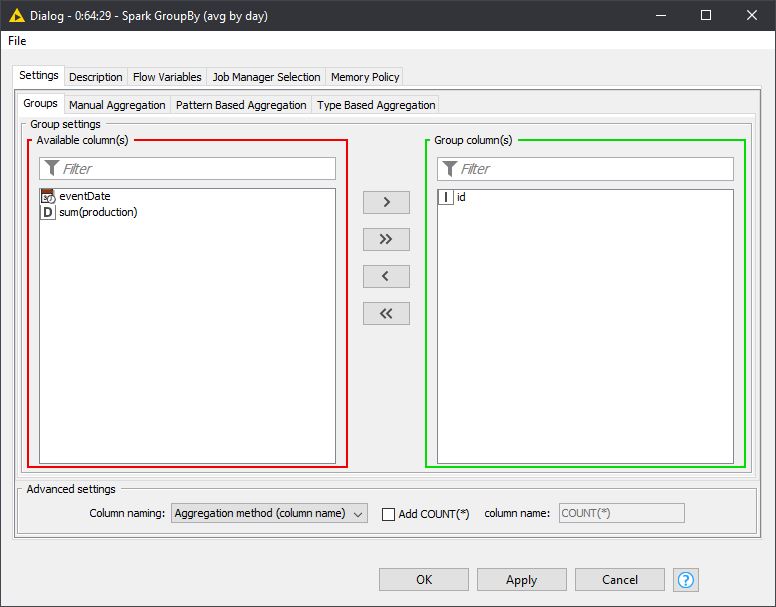 Dialog - 0:64:29 - Spark GroupBy (avg by day)
File
Settings Description Flow Variables Job Manager Selection Memory Policy
Groups Manual Aggregation Pattern Based Aggregation Type Based Aggregation
Group settings
Available column(s)
Filter
eventDate
D sum(production)
>
>>
<
<<
Group column(s)
Filter
I id
Advanced settings
Column naming: Aggregation method (column name) Add COUNT(*) column name: COUNT(*)
OK Apply Cancel ?